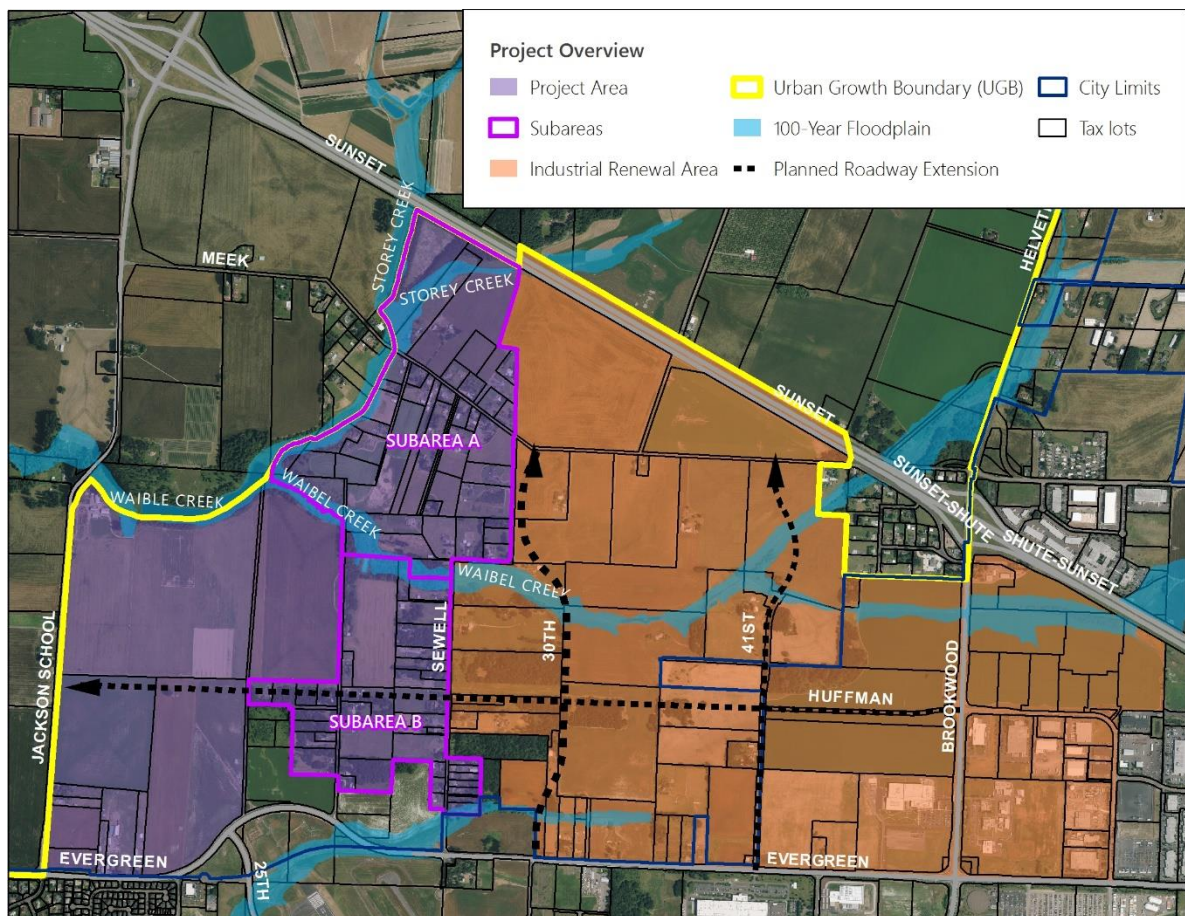 Project Overview
Project Area
Urban Growth Boundary (UGB)
City Limits
Subareas
100-Year Floodplain
Tax lots
Industrial Renewal Area
Planned Roadway Extension
SUNSET
STOREY CREEK
MEEK
STOREY CREEK
HELVETI
SUNSET
SUBAREA A
SUNSET-SHUTE
SHUTE-SUNSET
WAIBLE CREEK
WAIBEL CREEK
WAIBEL CREEK
JACKSON SCHOOL
SEWELL
30TH
41ST
BROOKWOOD
HUFFMAN
SUBAREA B
EVERGREEN
25TH
EVERGREEN